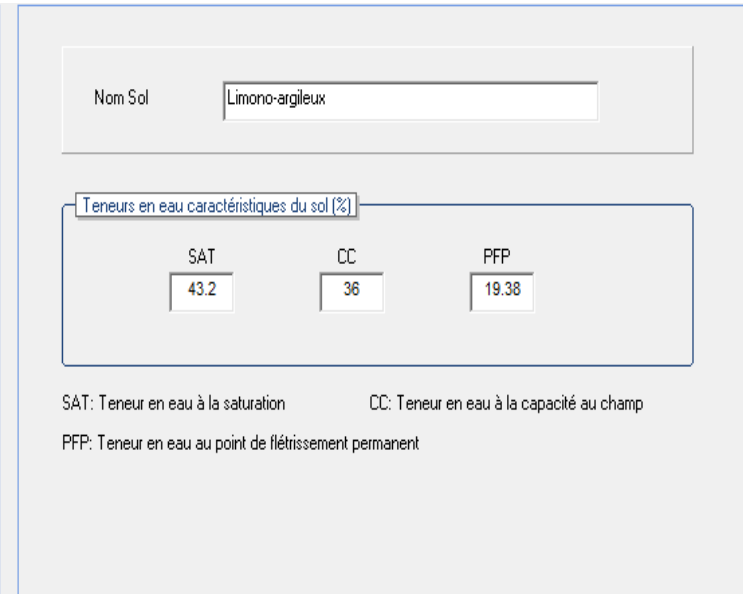 Nom Sol Limono-argileux
Teneurs en eau caractéristiques du sol (%)
SAT CC PFP
43.2 36 19.38
SAT: Teneur en eau à la saturation CC: Teneur en eau à la capacité au champ
PFP: Teneur en eau au point de flétrissement permanent